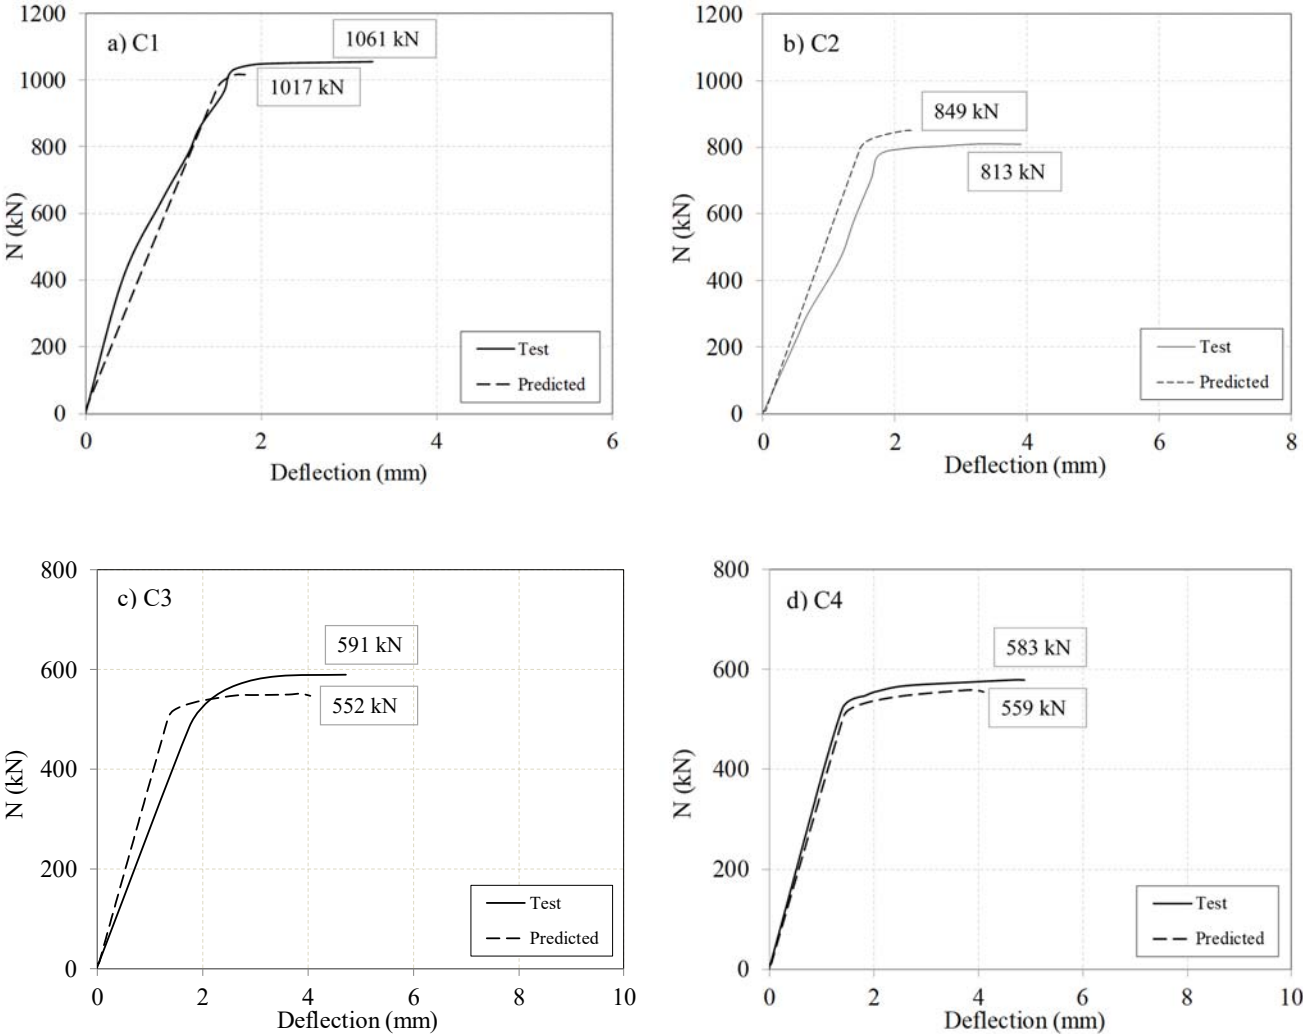 a) C1
1200
1000
800
600
400
200
0
N (kN)
1061 kN
1017 kN
Test
Predicted
0 2 4 6
Deflection (mm)
b) C2
1200
1000
800
600
400
200
0
N (kN)
849 kN
813 kN
Test
Predicted
0 2 4 6 8
Deflection (mm)
c) C3
800
600
400
200
0
N (kN)
591 kN
552 kN
Test
Predicted
0 2 4 6 8 10
Deflection (mm)
d) C4
800
600
400
200
0
N (kN)
583 kN
559 kN
Test
Predicted
0 2 4 6 8 10
Deflection (mm)